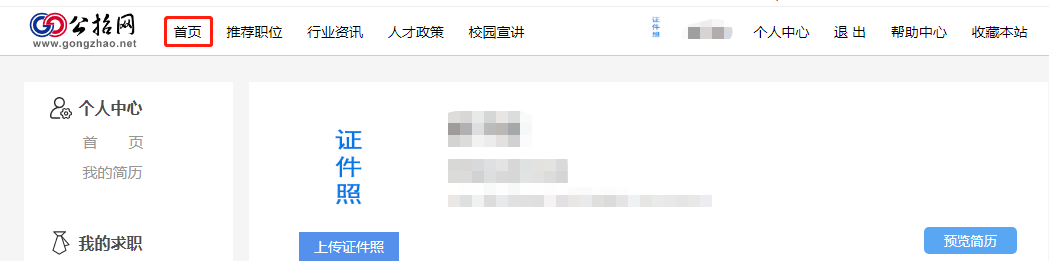 公招网
www.gongzhao.net
首页 推荐职位 行业资讯 人才政策 校园宣讲 证件照 个人中心 退 出 帮助中心 收藏本站
个人中心
首 页
我的简历
我的求职
证
件
照
上传证件照
预览简历